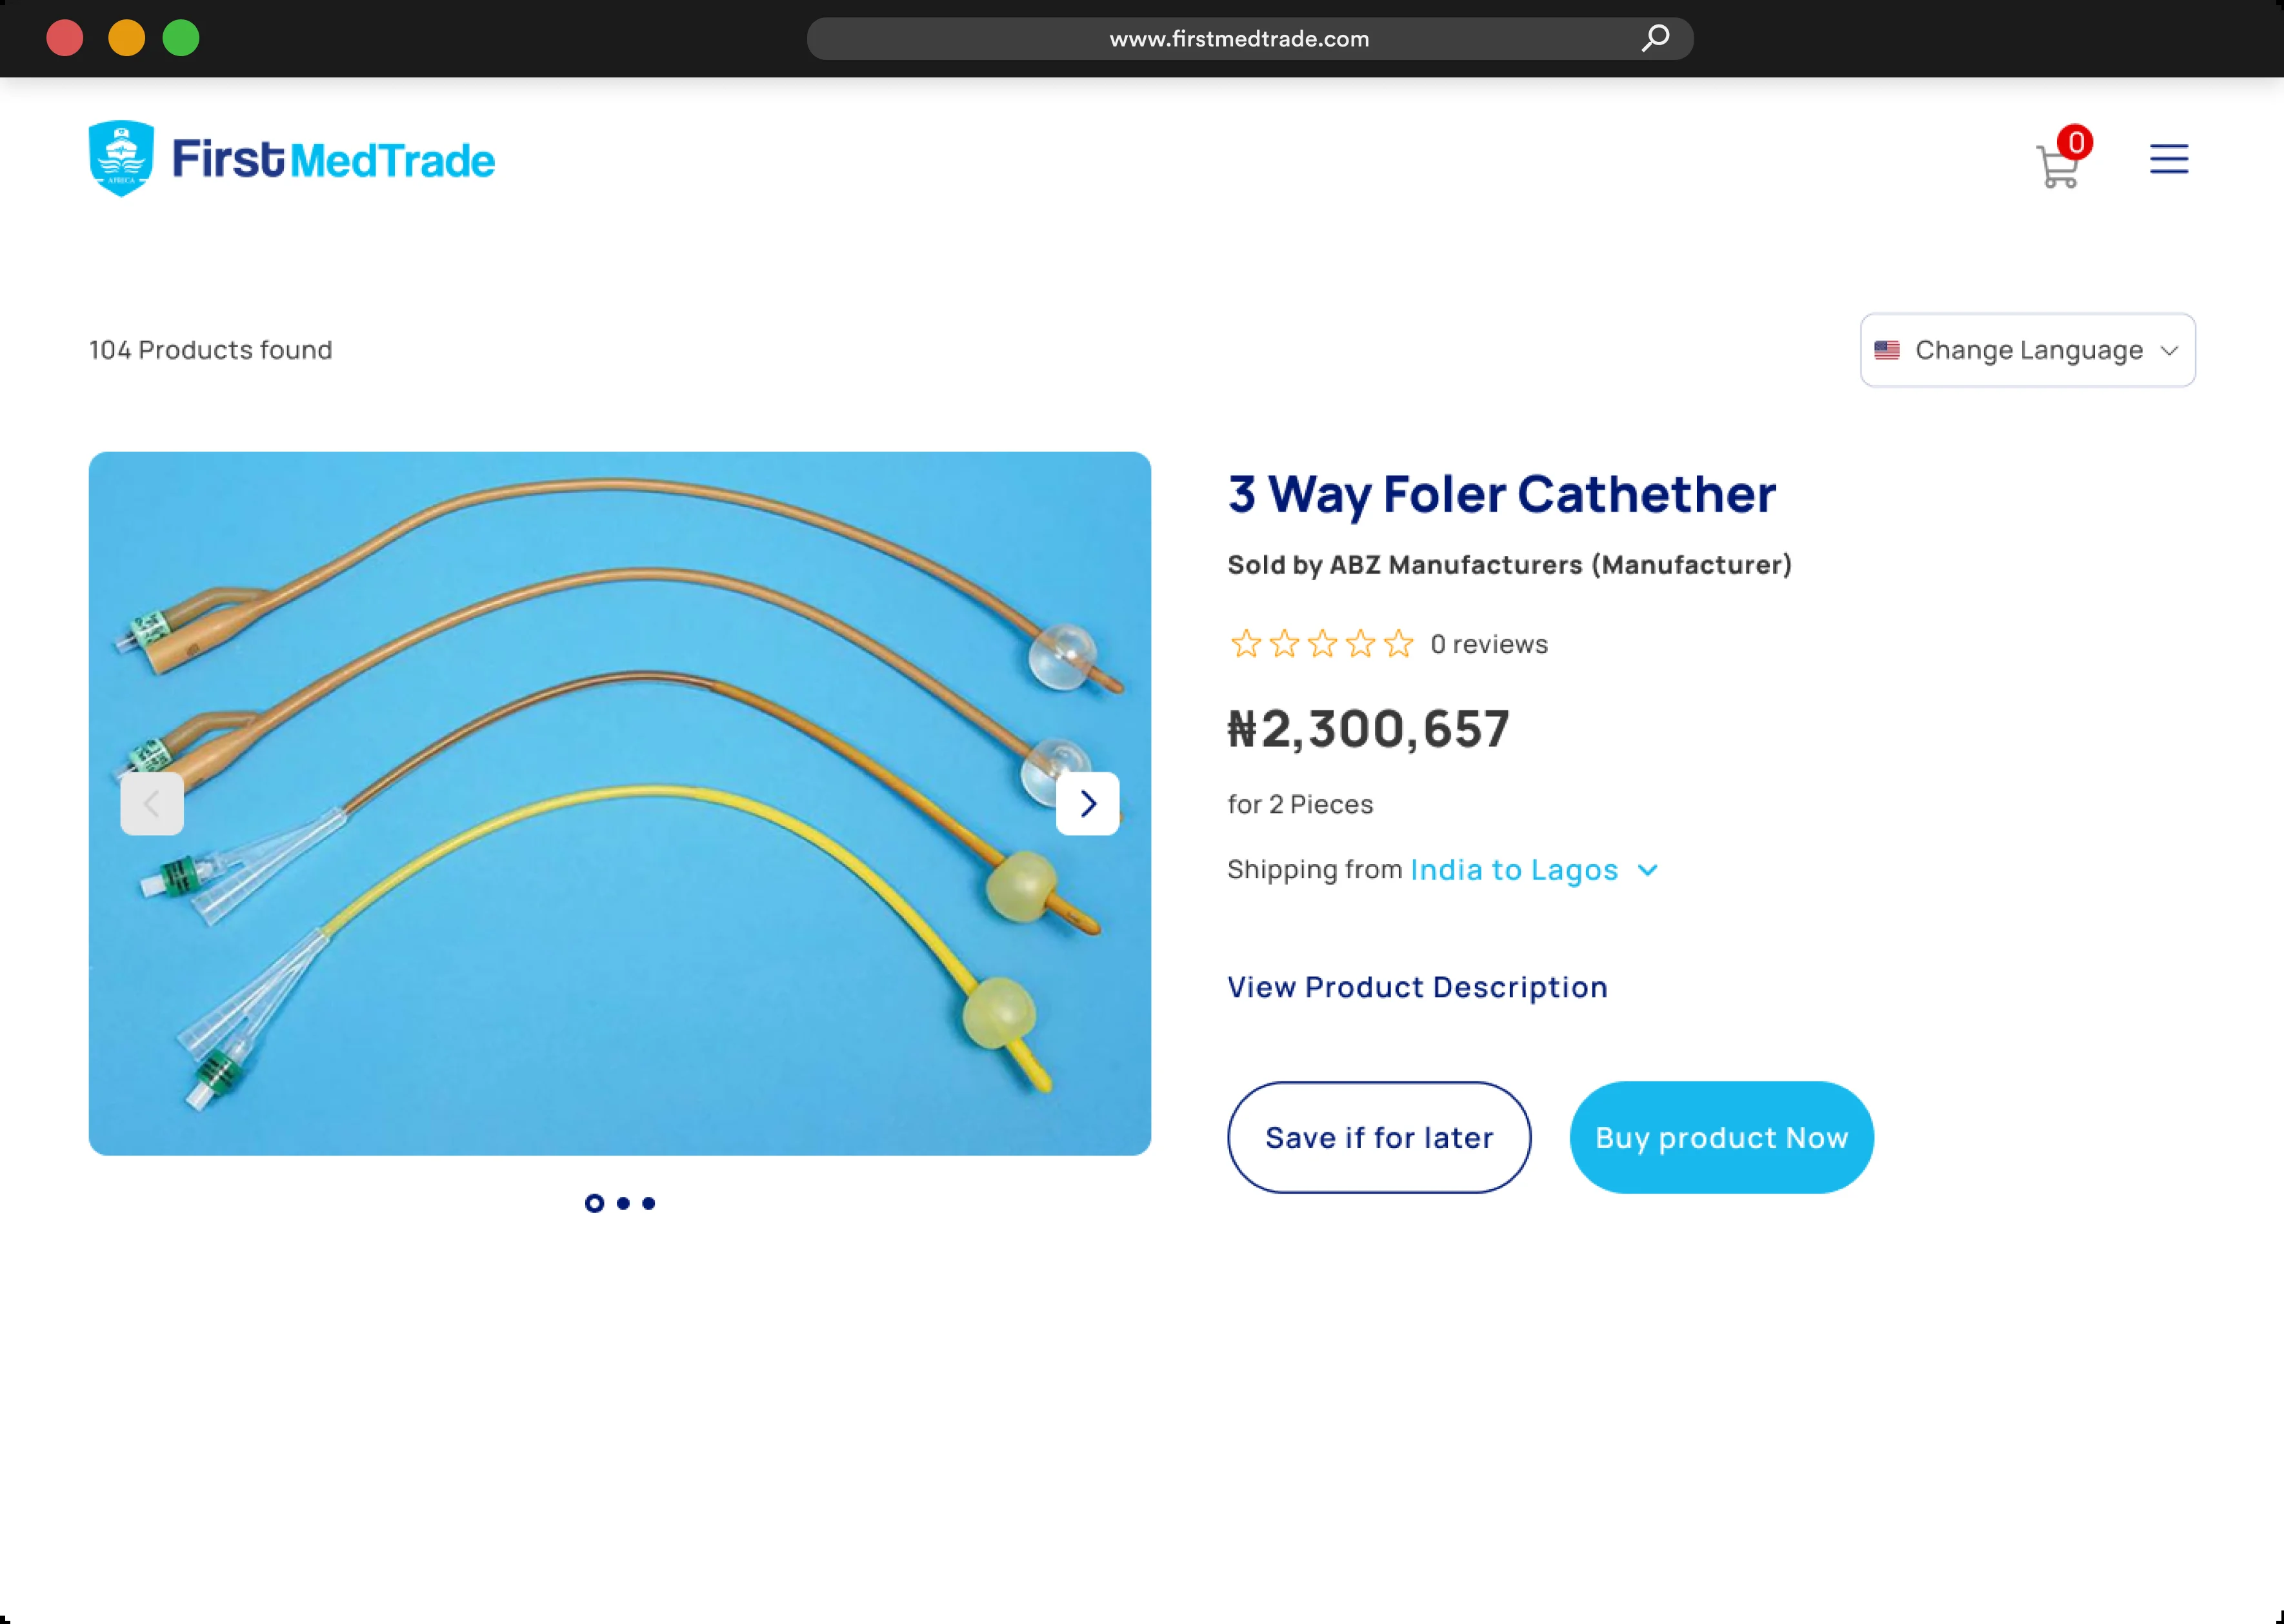 www.firstmedtrade.com
AFRICA
FirstMedTrade
0
104 Products found
Change Language
3 Way Foler Cathether
Sold by ABZ Manufacturers (Manufacturer)
0 reviews
₦2,300,657
for 2 Pieces
Shipping from India to Lagos
View Product Description
Save if for later
Buy product Now